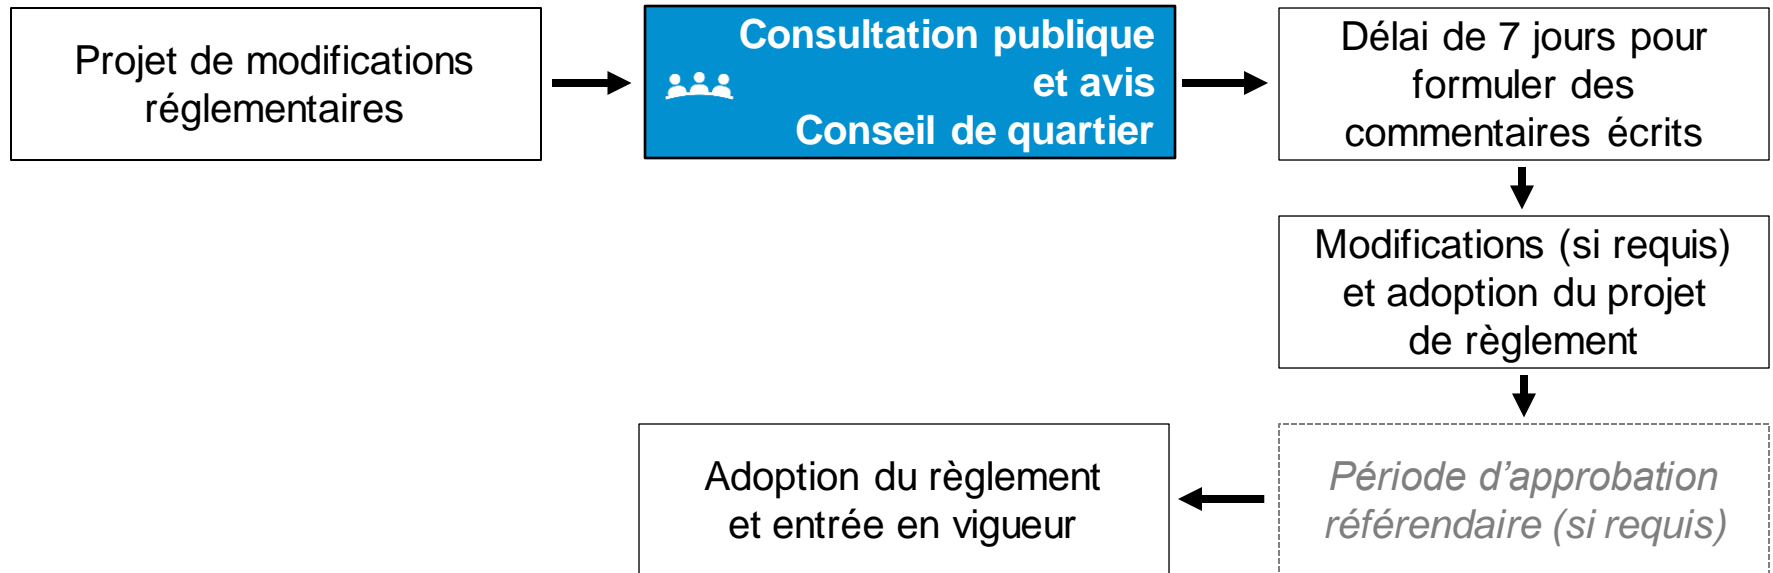 Projet de modifications
réglementaires
Consultation publique
et avis
Conseil de quartier
Délai de 7 jours pour
formuler des
commentaires écrits
Modifications (si requis)
et adoption du projet
de règlement
Période d’approbation
référendaire (si requis)
Adoption du règlement
et entrée en vigueur